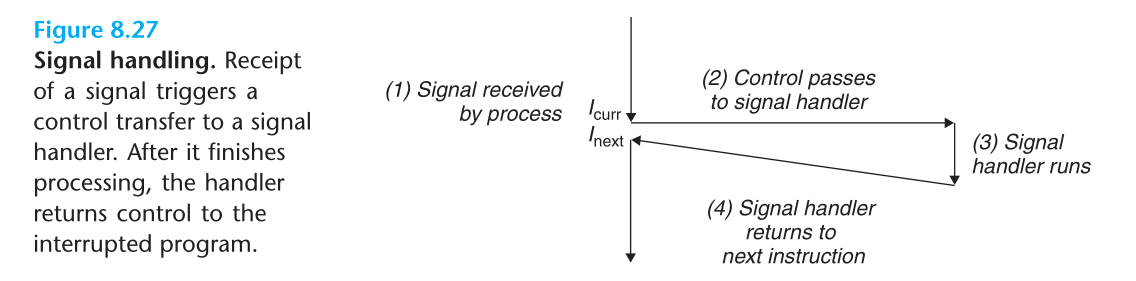 Figure 8.27
Signal handling. Receipt
of a signal triggers a
control transfer to a signal
handler. After it finishes
processing, the handler
returns control to the
interrupted program.
(1) Signal received
by process
I curr
I next
(2) Control passes
to signal handler
(3) Signal
handler runs
(4) Signal handler
returns to
next instruction